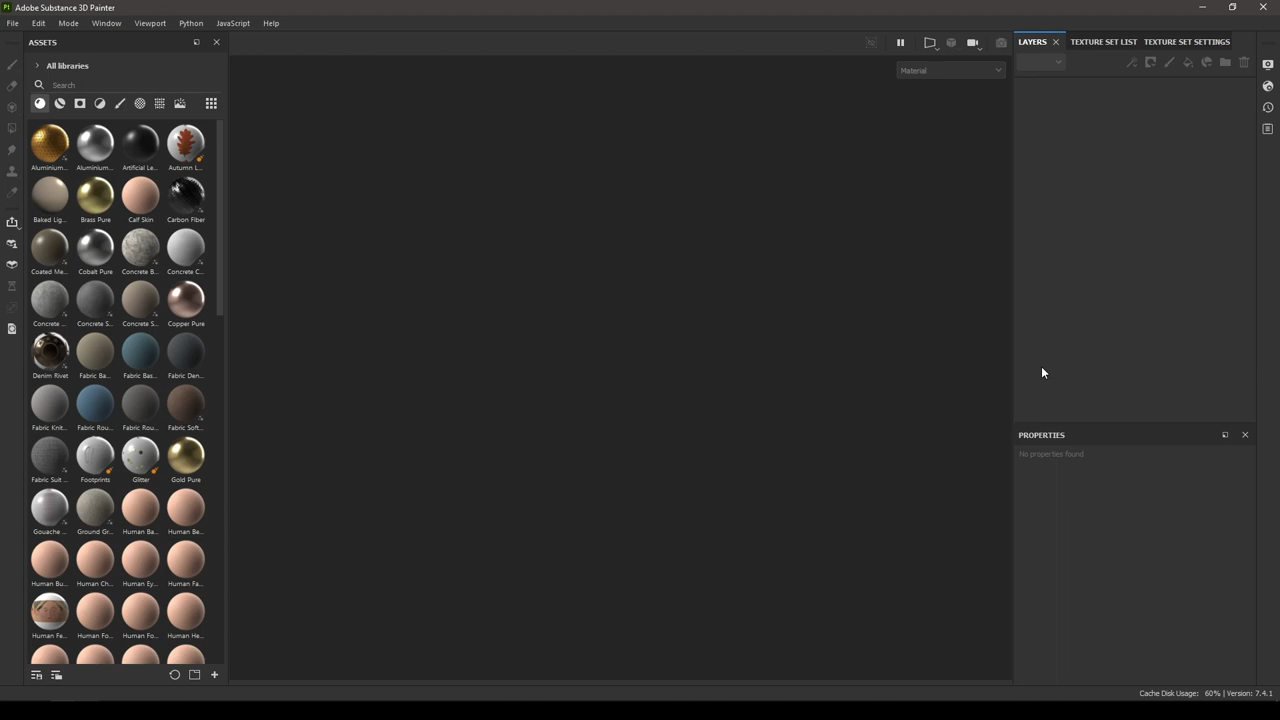 Pt Adobe Substance 3D Painter
File Edit Mode Window Viewport Python JavaScript Help
ASSETS
All libraries
Search
Aluminium... Aluminium... Artificial Le... Autumn L...
Baked Lig... Brass Pure Calf Skin Carbon Fiber
Coated Me... Cobalt Pure Concrete B... Concrete C...
Concrete ... Concrete S... Concrete S... Copper Pure
Denim Rivet Fabric Ba... Fabric Bas... Fabric Den...
Fabric Knit... Fabric Rou... Fabric Rou... Fabric Soft...
Fabric Suit ... Footprints Glitter Gold Pure
Gouache ... Ground Gr... Human Ba... Human Be...
Human Bu... Human Ch... Human Ey... Human Fa...
Human Fe... Human Fo... Human Fo... Human He...
Material
LAYERS TEXTURE SET LIST TEXTURE SET SETTINGS
PROPERTIES
No properties found
Cache Disk Usage: 60% | Version: 7.4.1